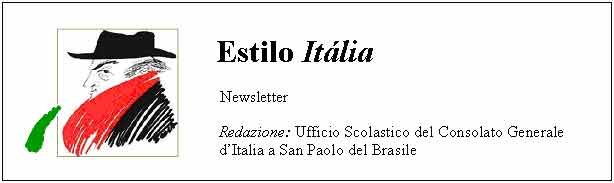 Estilo Itália
Newsletter
Redazione: Ufficio Scolastico del Consolato Generale
d'Italia a San Paolo del Brasile